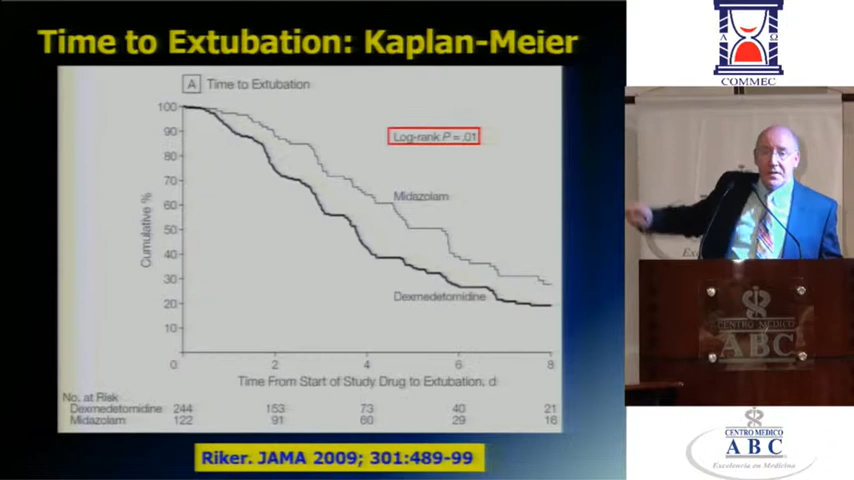 Time to Extubation: Kaplan-Meier
A Time to Extubation
100
90
80
70
60
50
40
30
20
10
0
Cumulative %
Log-rank P = .01
Midazolam
Dexmedetomidine
2 4 6 8
Time From Start of Study Drug to Extubation, d
No. at Risk
Dexmedetomidine 244 153 73 40 21
Midazolam 122 91 60 29 16
Riker. JAMA 2009; 301:489-99
A Ω
COMMEC
CENTRO MEDICO
ABC
CENTRO MEDICO
ABC
Excelencia en Medicina